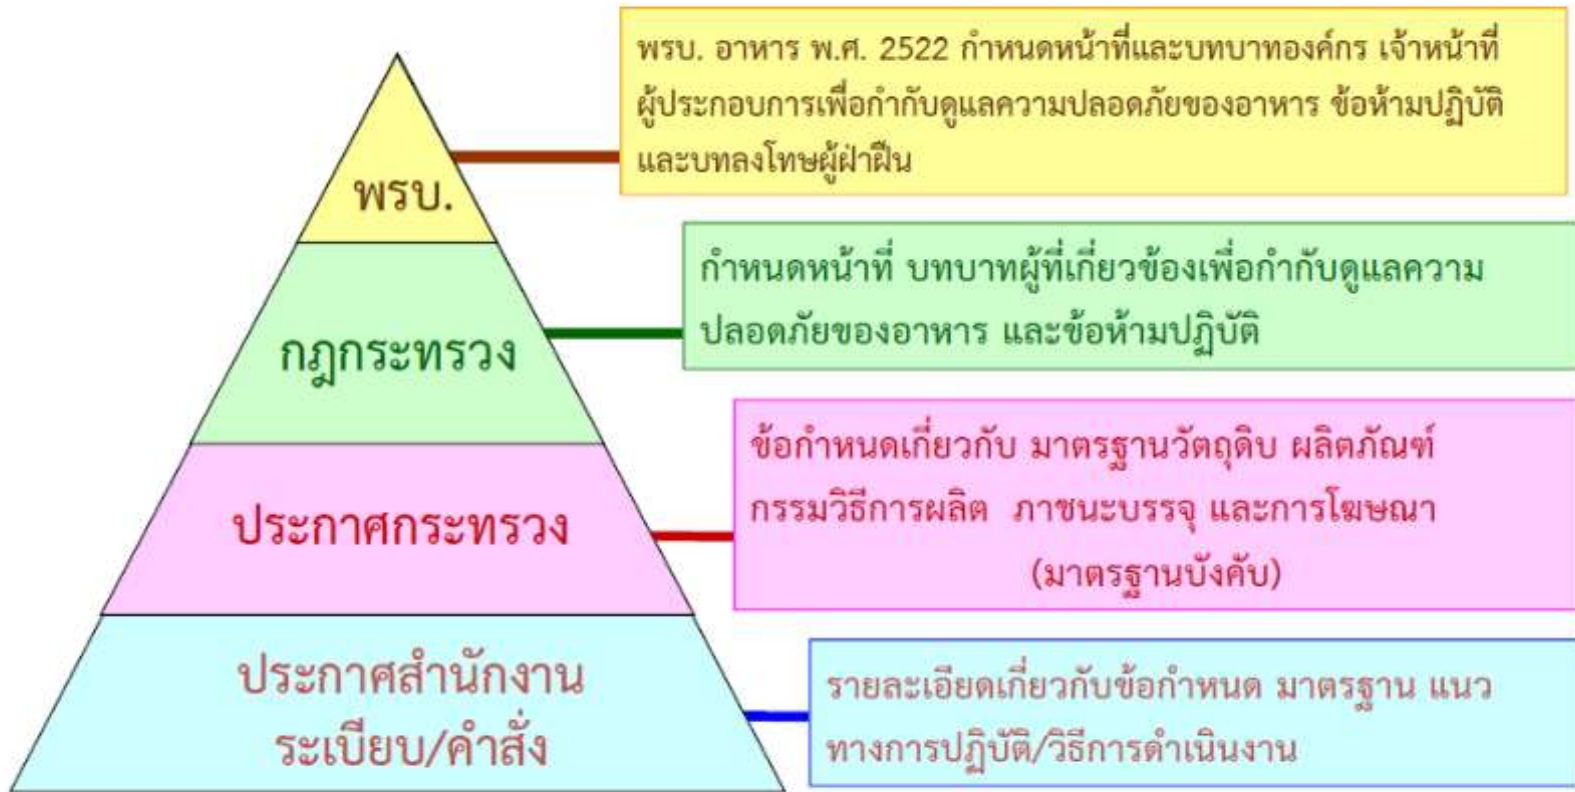 พรบ. อาหาร พ.ศ. 2522 กำหนดหน้าที่และบทบาทองค์กร เจ้าหน้าที่
ผู้ประกอบการเพื่อกำกับดูแลความปลอดภัยของอาหาร ข้อห้ามปฏิบัติ
และบทลงโทษผู้ฝ่าฝืน
พรบ.
กำหนดหน้าที่ บทบาทผู้ที่เกี่ยวข้องเพื่อกำกับดูแลความ
ปลอดภัยของอาหาร และข้อห้ามปฏิบัติ
กฎกระทรวง
ข้อกำหนดเกี่ยวกับ มาตรฐานวัตถุดิบ ผลิตภัณฑ์
กรรมวิธีการผลิต ภาชนะบรรจุ และการโฆษณา
(มาตรฐานบังคับ)
ประกาศกระทรวง
ประกาศสำนักงาน
ระเบียบ/คำสั่ง
รายละเอียดเกี่ยวกับข้อกำหนด มาตรฐาน แนว
ทางการปฏิบัติ/วิธีการดำเนินงาน